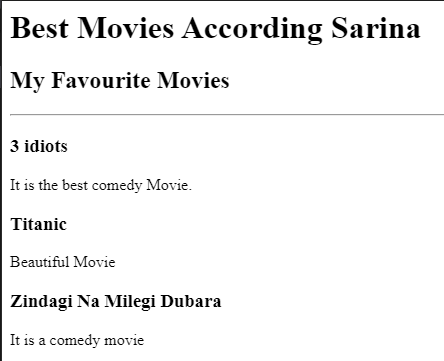 Best Movies According Sarina
My Favourite Movies
3 idiots
It is the best comedy Movie.
Titanic
Beautiful Movie
Zindagi Na Milegi Dubara
It is a comedy movie